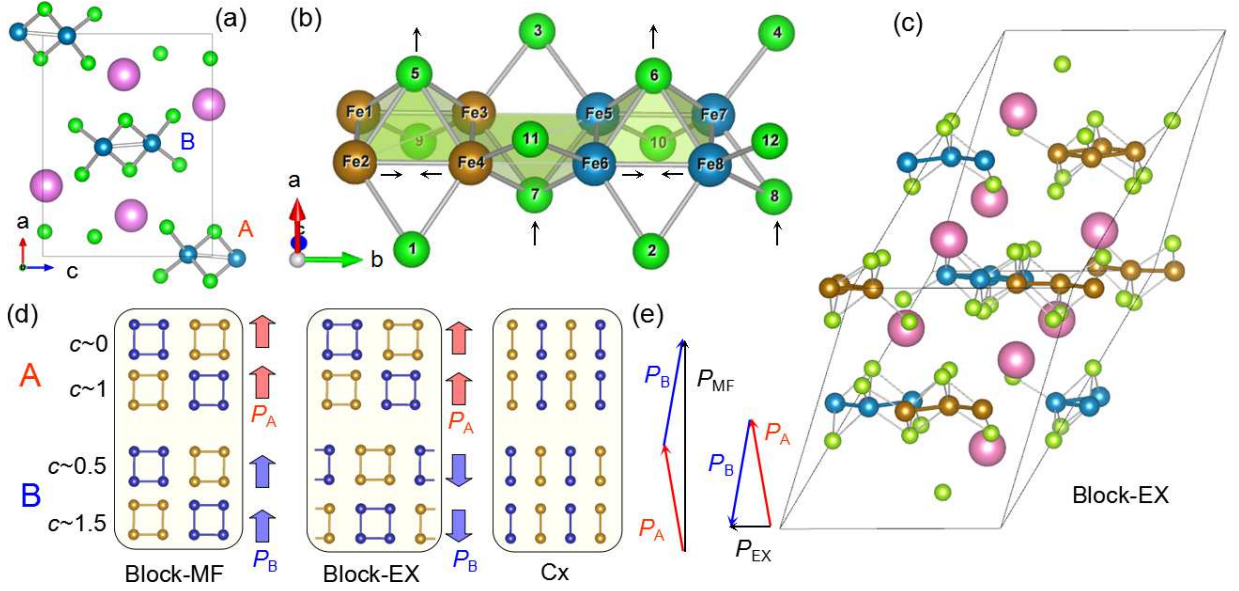 (a)
B
A
a
c
(b)
3
4
5
6
Fe1
Fe3
Fe5
Fe7
9
11
10
12
Fe2
Fe4
Fe6
Fe8
7
8
1
2
a
c
b
(c)
Block-EX
(d)
A
c~0
c~1
P_A
P_A
B
c~0.5
c~1.5
P_B
P_B
Block-MF
Block-EX
Cx
(e)
P_B
P_MF
P_A
P_A
P_B
P_EX